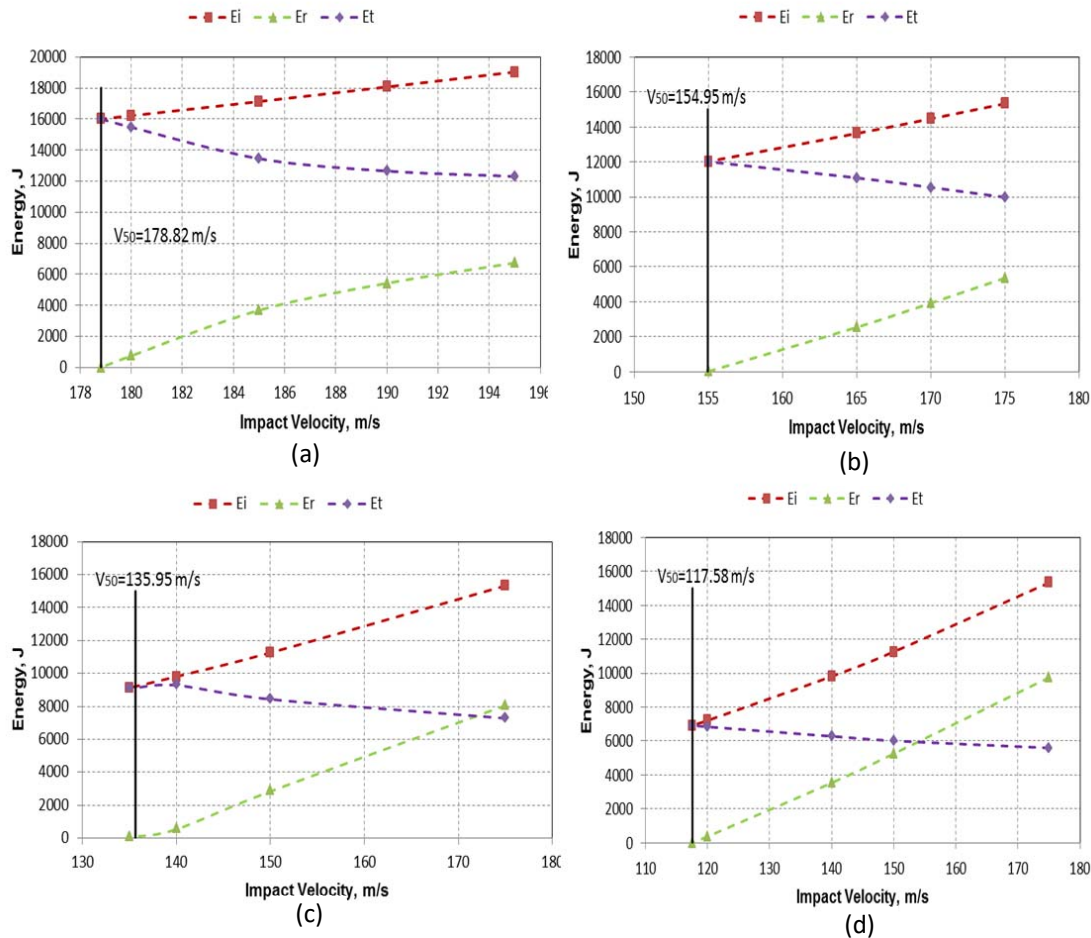 Ei Er Et
20000
18000
16000
14000
12000
10000
8000
6000
4000
2000
0
Energy, J
V50=178.82 m/s
178 180 182 184 186 188 190 192 194 196
Impact Velocity, m/s
(a)
Ei Er Et
18000
16000
14000
12000
10000
8000
6000
4000
2000
0
Energy, J
V50=154.95 m/s
150 155 160 165 170 175 180
Impact Velocity, m/s
(b)
Ei Er Et
18000
16000
14000
12000
10000
8000
6000
4000
2000
0
Energy, J
V50=135.95 m/s
130 140 150 160 170 180
Impact Velocity, m/s
(c)
Ei Er Et
18000
16000
14000
12000
10000
8000
6000
4000
2000
0
Energy, J
V50=117.58 m/s
110 120 130 140 150 160 170 180
Impact Velocity, m/s
(d)